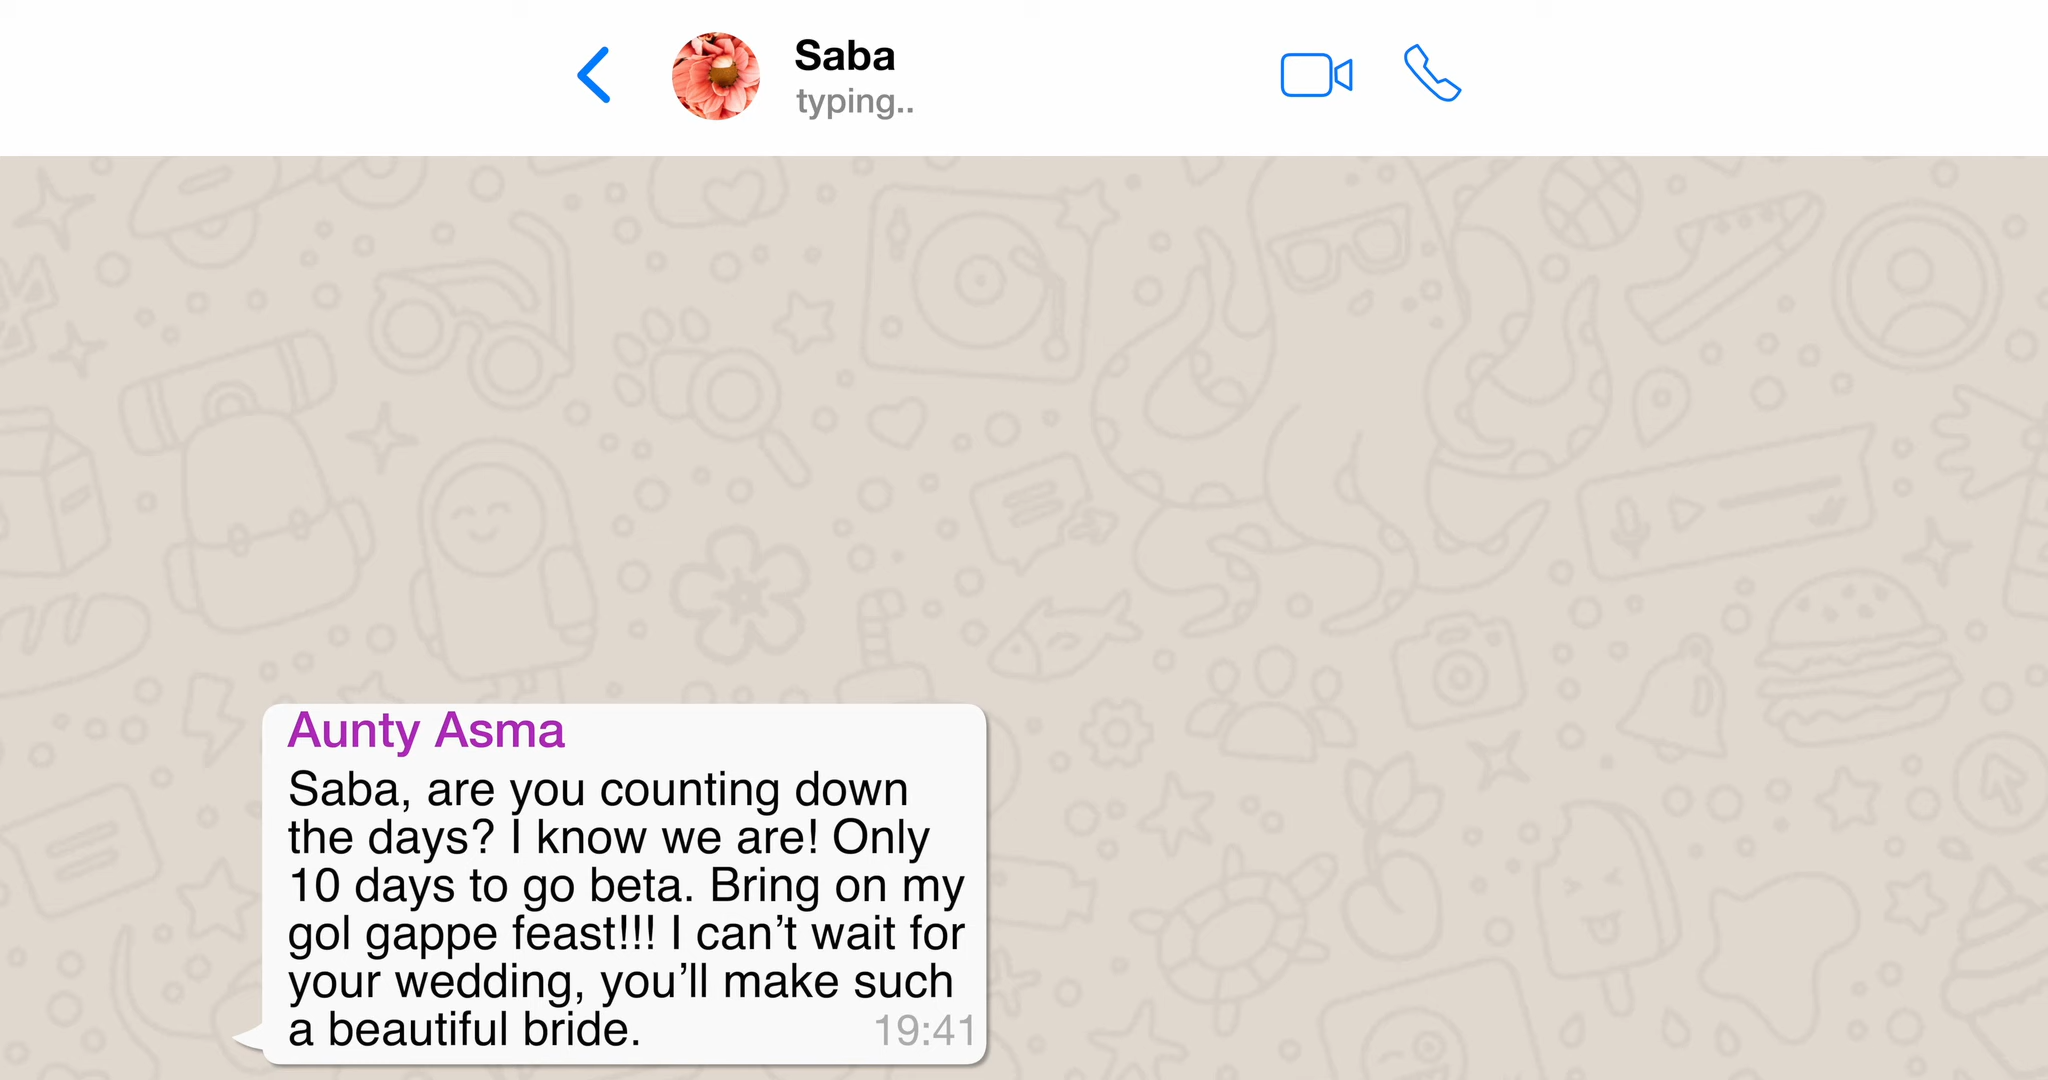 Saba
typing..
Aunty Asma
Saba, are you counting down
the days? I know we are! Only
10 days to go beta. Bring on my
gol gappe feast!!! I can’t wait for
your wedding, you’ll make such
a beautiful bride.
19:41